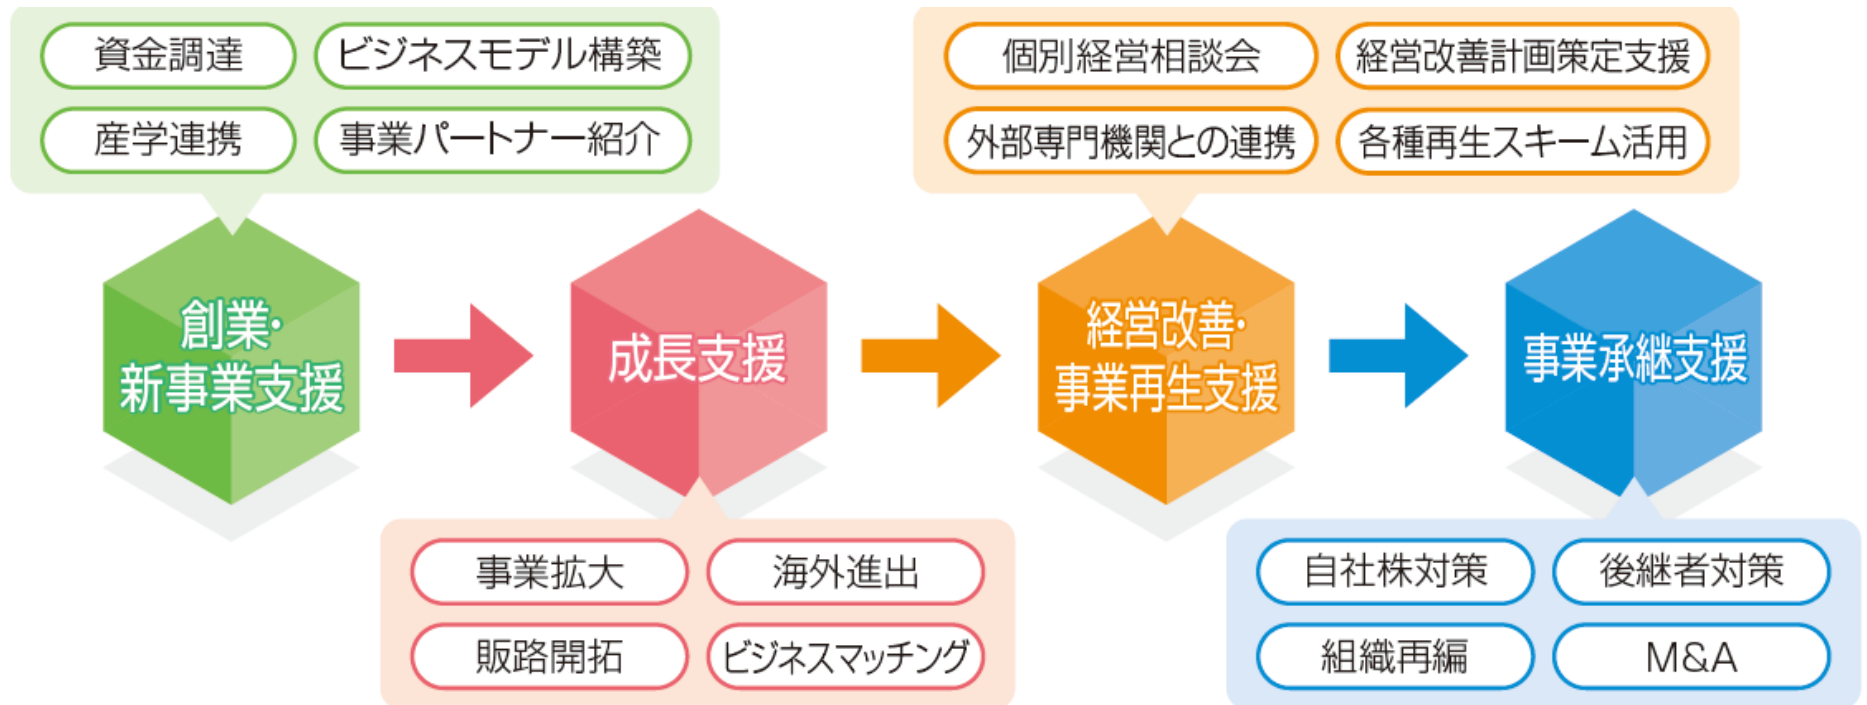 資金調達
ビジネスモデル構築
産学連携
事業パートナー紹介
個別経営相談会
経営改善計画策定支援
外部専門機関との連携
各種再生スキーム活用
創業・
新事業支援
成長支援
経営改善・
事業再生支援
事業承継支援
事業拡大
海外進出
販路開拓
ビジネスマッチング
自社株対策
後継者対策
組織再編
M&A